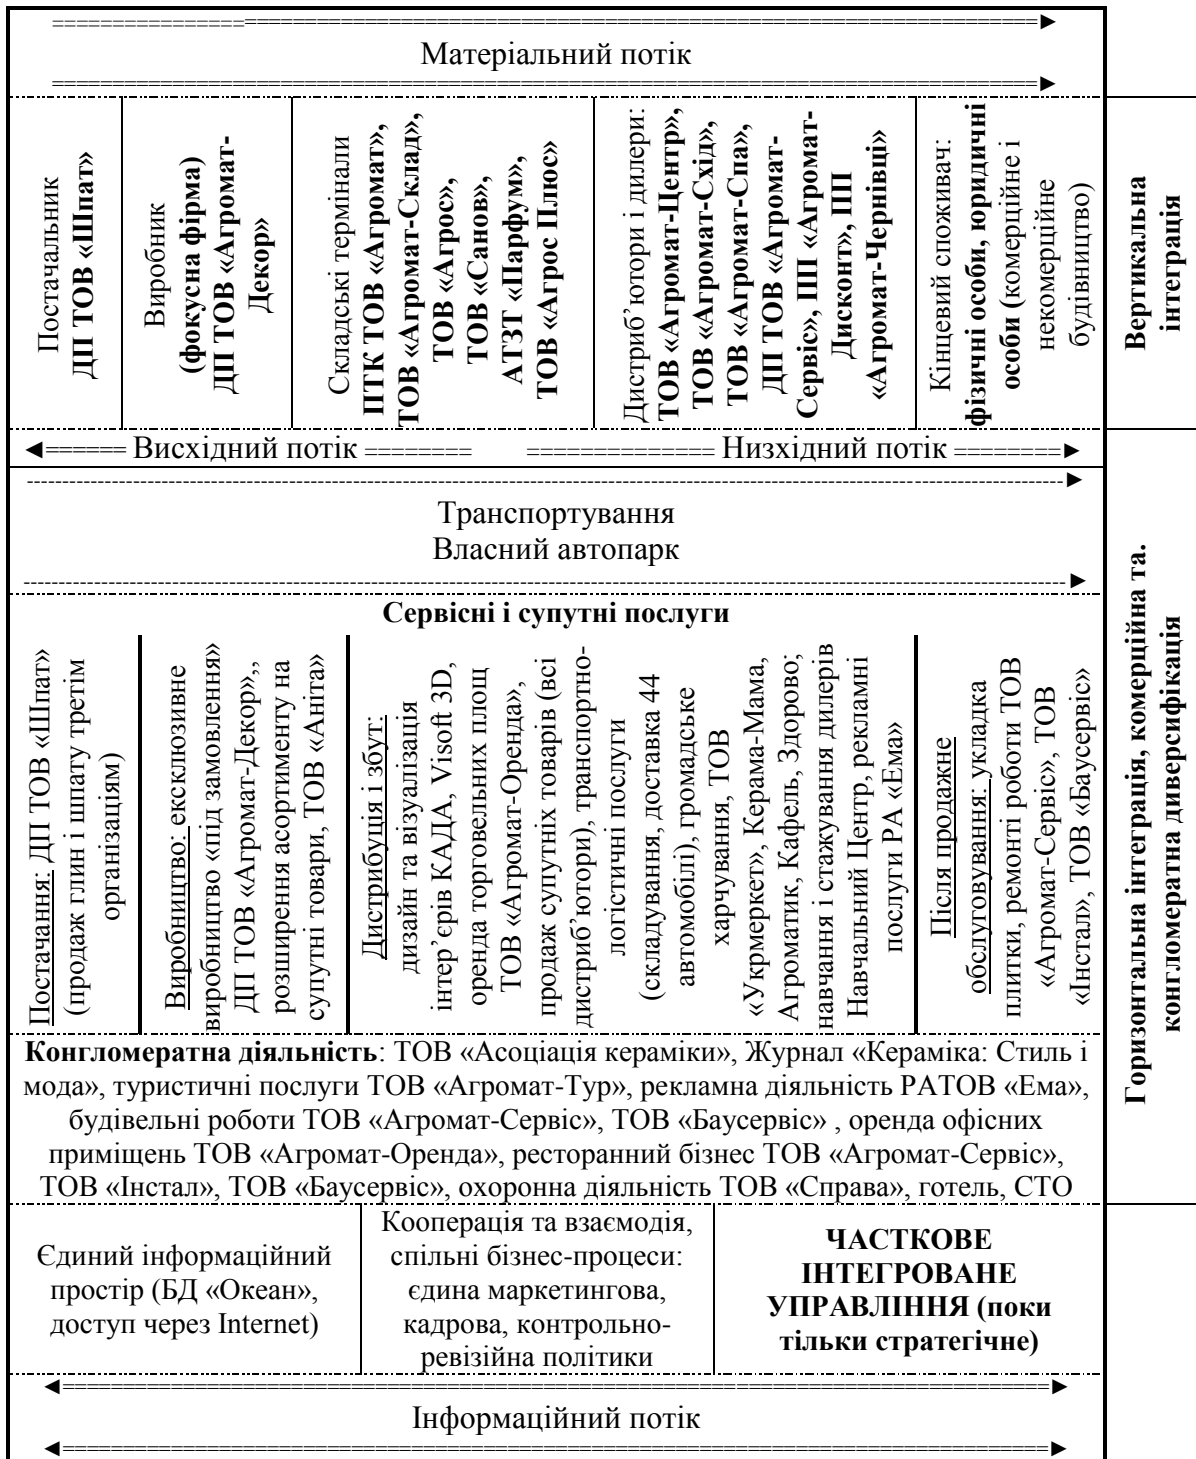 Матеріальний потік
Постачальник
ДП ТОВ «Шпат»
Виробник
(фокусна фірма)
ДП ТОВ «Агромат-
Декор»
Складські термінали
ПТК ТОВ «Агромат»,
ТОВ «Агромат-Склад»,
ТОВ «Агрос»,
ТОВ «Санов»,
АТЗТ «Парфум»,
ТОВ «Агрос Плюс»
Дистриб’ютори і дилери:
ТОВ «Агромат-Центр»,
ТОВ «Агромат-Схід»,
ТОВ «Агромат-Спа»,
ДП ТОВ «Агромат-
Сервіс», ПП «Агромат-
Дисконт», ПП
«Агромат-Чернівці»
Кінцевий споживач:
фізичні особи, юридичні
особи (комерційне і
некомерційне
будівництво)
Вертикальна
інтеграція
Висхідний потік
Низхідний потік
Транспортування
Власний автопарк
Сервісні і супутні послуги
Постачання: ДП ТОВ «Шпат»
(продаж глин і шпату третім
організаціям)
Виробництво: ексклюзивне
виробництво «під замовлення»
ДП ТОВ «Агромат-Декор»,,
розширення асортименту на
супутні товари, ТОВ «Аніта»
Дистрибуція і збут:
дизайн та візуалізація
інтер’єрів КАДА, Visoft 3D,
оренда торговельних площ
ТОВ «Агромат-Оренда»,
продаж супутніх товарів (всі
дистриб’ютори), транспортно-
логістичні послуги
(складування, доставка 44
автомобілі), громадське
харчування, ТОВ
«Укрмеркет», Керама-Мама,
Агроматик, Кафель, Здорово;
навчання і стажування дилерів
Навчальний Центр, рекламні
послуги РА «Ема»
Після продажне
обслуговування: укладка
плитки, ремонті роботи ТОВ
«Агромат-Сервіс», ТОВ
«Інстал», ТОВ «Баусервіс»
Горизонтальна інтеграція, комерційна та.
конгломератна диверсифікація
Конгломератна діяльність: ТОВ «Асоціація кераміки», Журнал «Кераміка: Стиль і
мода», туристичні послуги ТОВ «Агромат-Тур», рекламна діяльність РАТОВ «Ема»,
будівельні роботи ТОВ «Агромат-Сервіс», ТОВ «Баусервіс» , оренда офісних
приміщень ТОВ «Агромат-Оренда», ресторанний бізнес ТОВ «Агромат-Сервіс»,
ТОВ «Інстал», ТОВ «Баусервіс», охоронна діяльність ТОВ «Справа», готель, СТО
Єдиний інформаційний
простір (БД «Океан»,
доступ через Internet)
Кооперація та взаємодія,
спільні бізнес-процеси:
єдина маркетингова,
кадрова, контрольно-
ревізійна політики
ЧАСТКОВЕ
ІНТЕГРОВАНЕ
УПРАВЛІННЯ (поки
тільки стратегічне)
Інформаційний потік